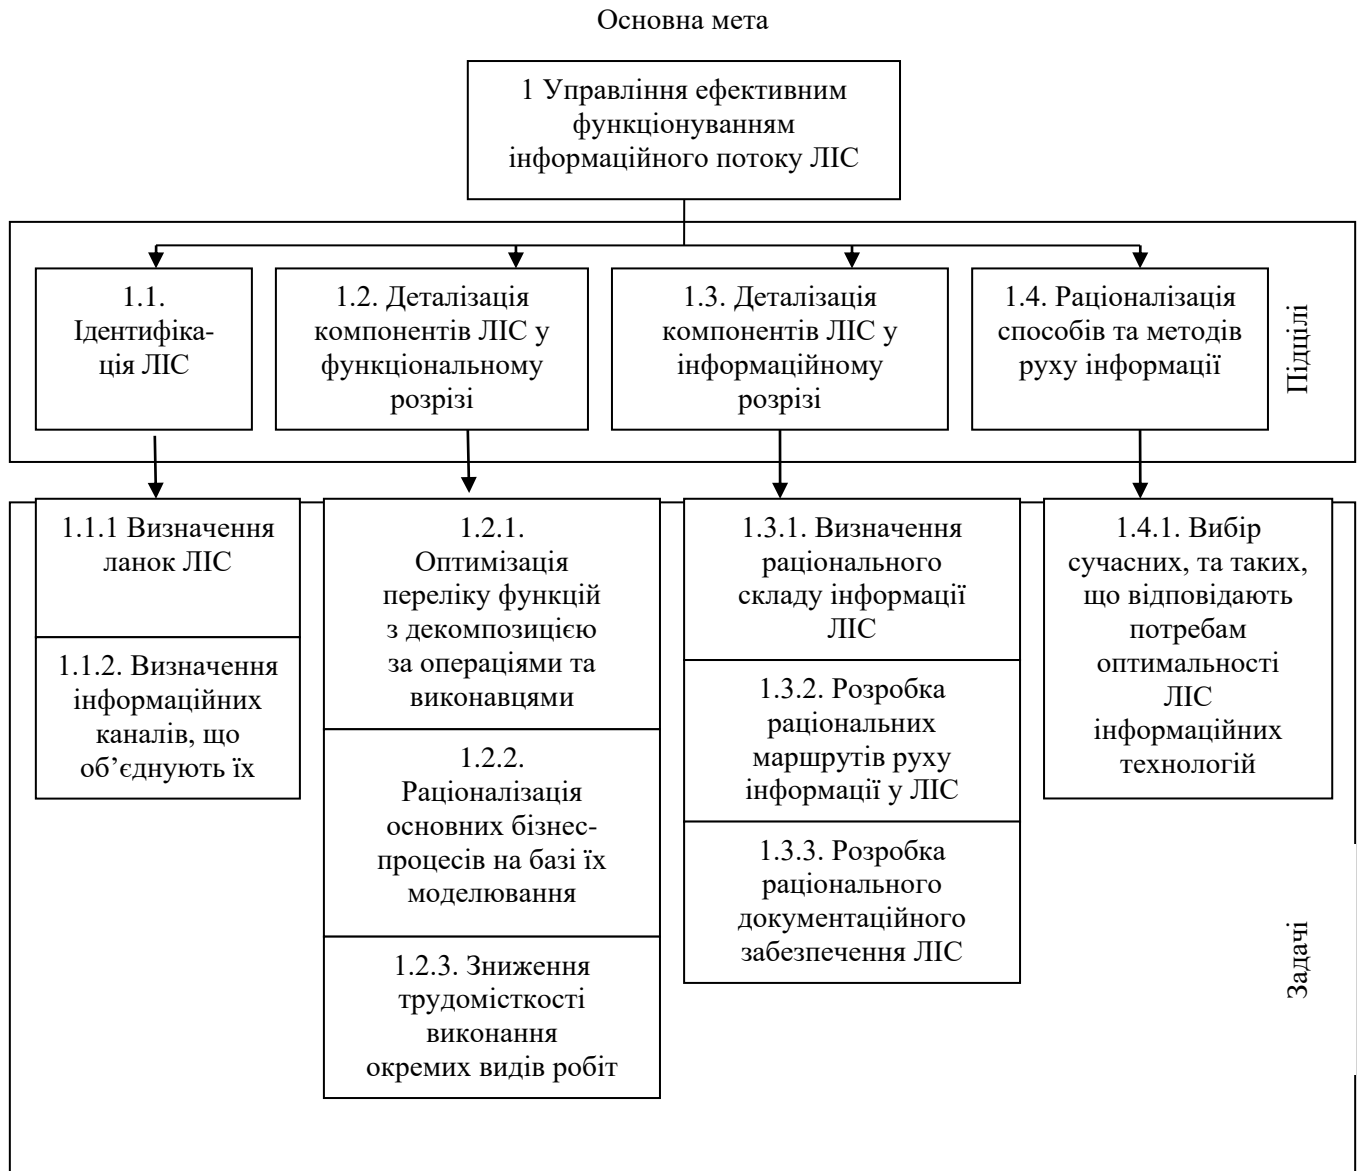 Основна мета
1 Управління ефективним
функціонуванням
інформаційного потоку ЛІС
1.1.
Ідентифіка-
ція ЛІС
1.2. Деталізація
компонентів ЛІС у
функціональному
розрізі
1.3. Деталізація
компонентів ЛІС у
інформаційному
розрізі
1.4. Раціоналізація
способів та методів
руху інформації
Підцілі
1.1.1 Визначення
ланок ЛІС
1.1.2. Визначення
інформаційних
каналів, що
об’єднують їх
1.2.1.
Оптимізація
переліку функцій
з декомпозицією
за операціями та
виконавцями
1.2.2.
Раціоналізація
основних бізнес-
процесів на базі їх
моделювання
1.2.3. Зниження
трудомісткості
виконання
окремих видів робіт
1.3.1. Визначення
раціонального
складу інформації
ЛІС
1.3.2. Розробка
раціональних
маршрутів руху
інформації у ЛІС
1.3.3. Розробка
раціонального
документаційного
забезпечення ЛІС
1.4.1. Вибір
сучасних, та таких,
що відповідають
потребам
оптимальності
ЛІС
інформаційних
технологій
Задачі